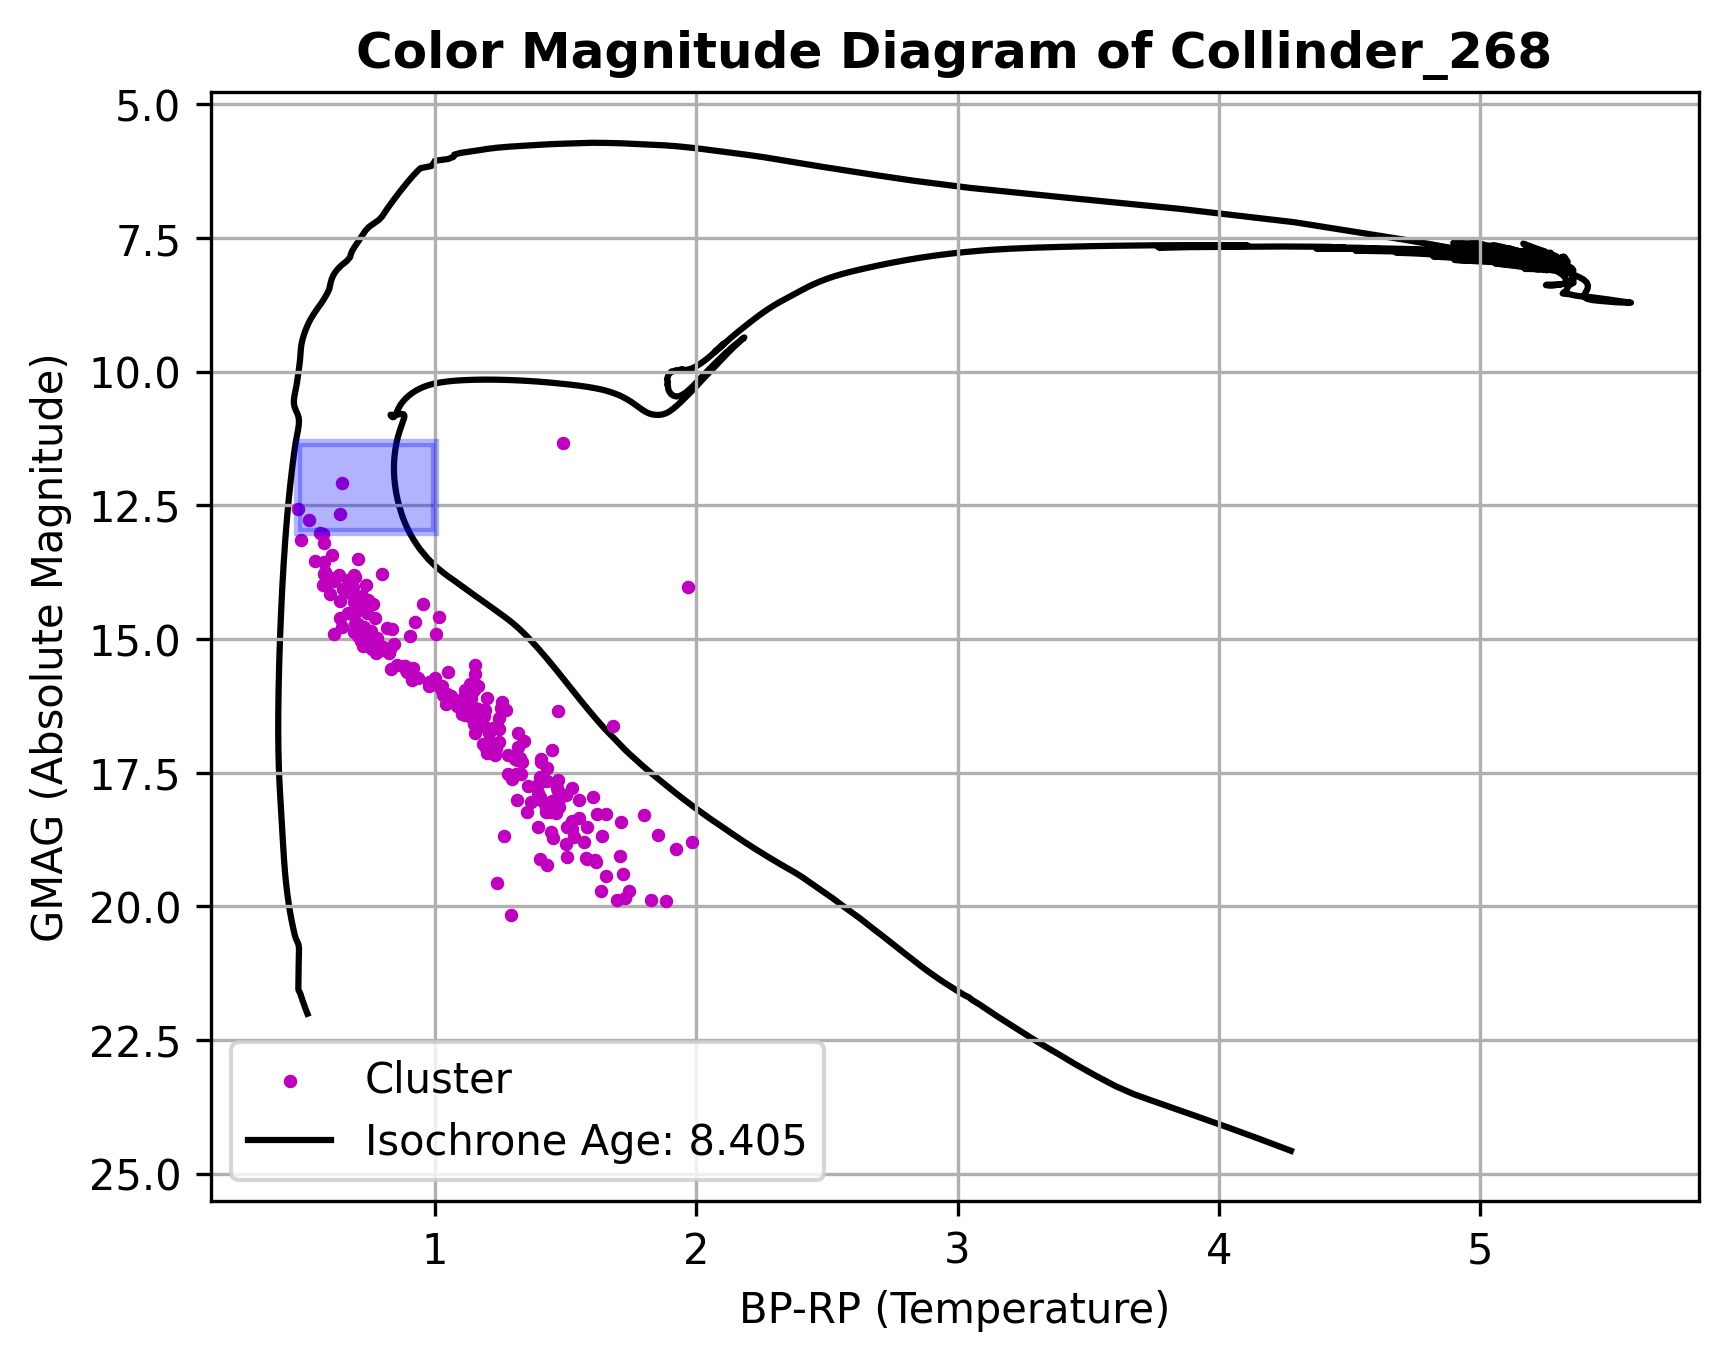 Color Magnitude Diagram of Collinder_268
GMAG (Absolute Magnitude)
5.0
7.5
10.0
12.5
15.0
17.5
20.0
22.5
25.0
Cluster
Isochrone Age: 8.405
1 2 3 4 5
BP-RP (Temperature)